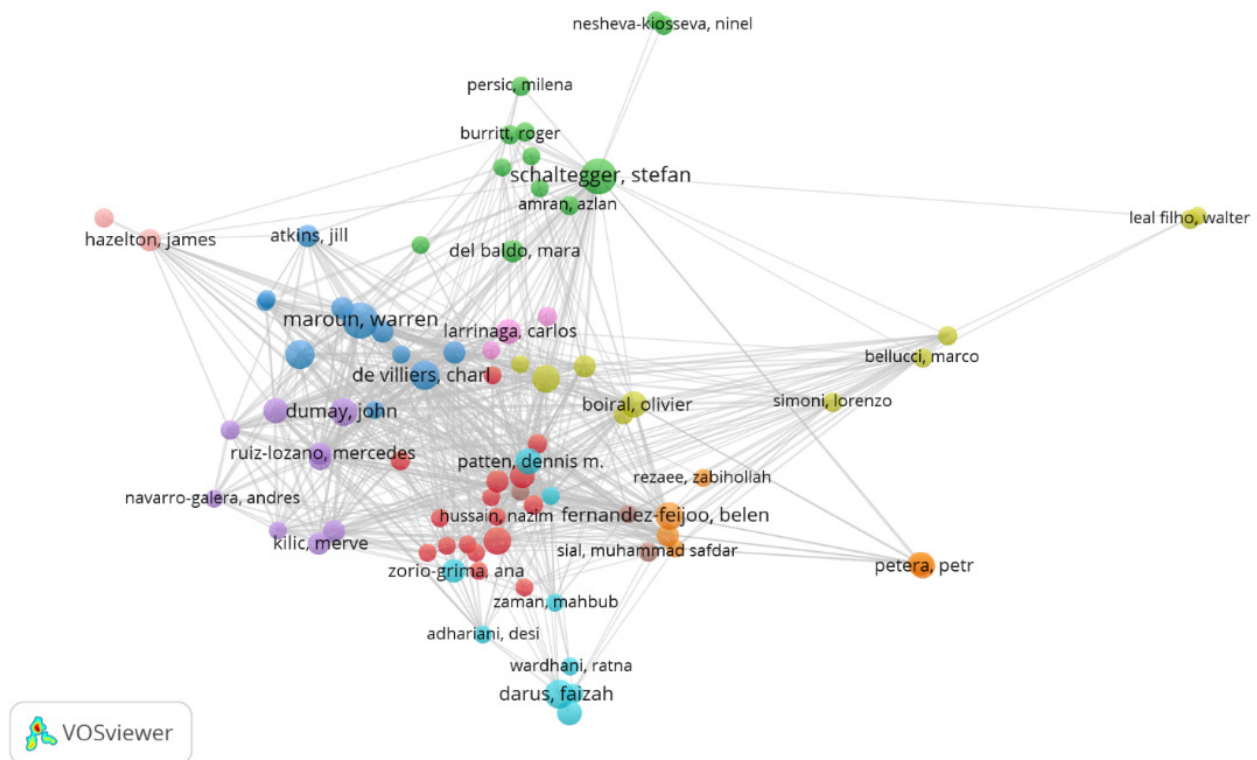 nesheva-kiosseva, ninel
persic, milena
burritt, roger
schaltegger, stefan
amran, azlan
leal filho, walter
hazelton, james
atkins, jill
del baldo, mara
maroun, warren
larrinaga, carlos
bellucci, marco
de villiers, charl
simoni, lorenzo
dumay, john
boiral, olivier
ruiz-lozano, mercedes
patten, dennis m.
rezaee, zabihollah
navarro-galera, andres
hussain, nazim
fernandez-feijoo, belen
kilic, merve
sial, muhammad safdar
petera, petr
zorio-grima, ana
zaman, mahbub
adhariani, desi
wardhani, ratna
darus, faizah
VOSviewer